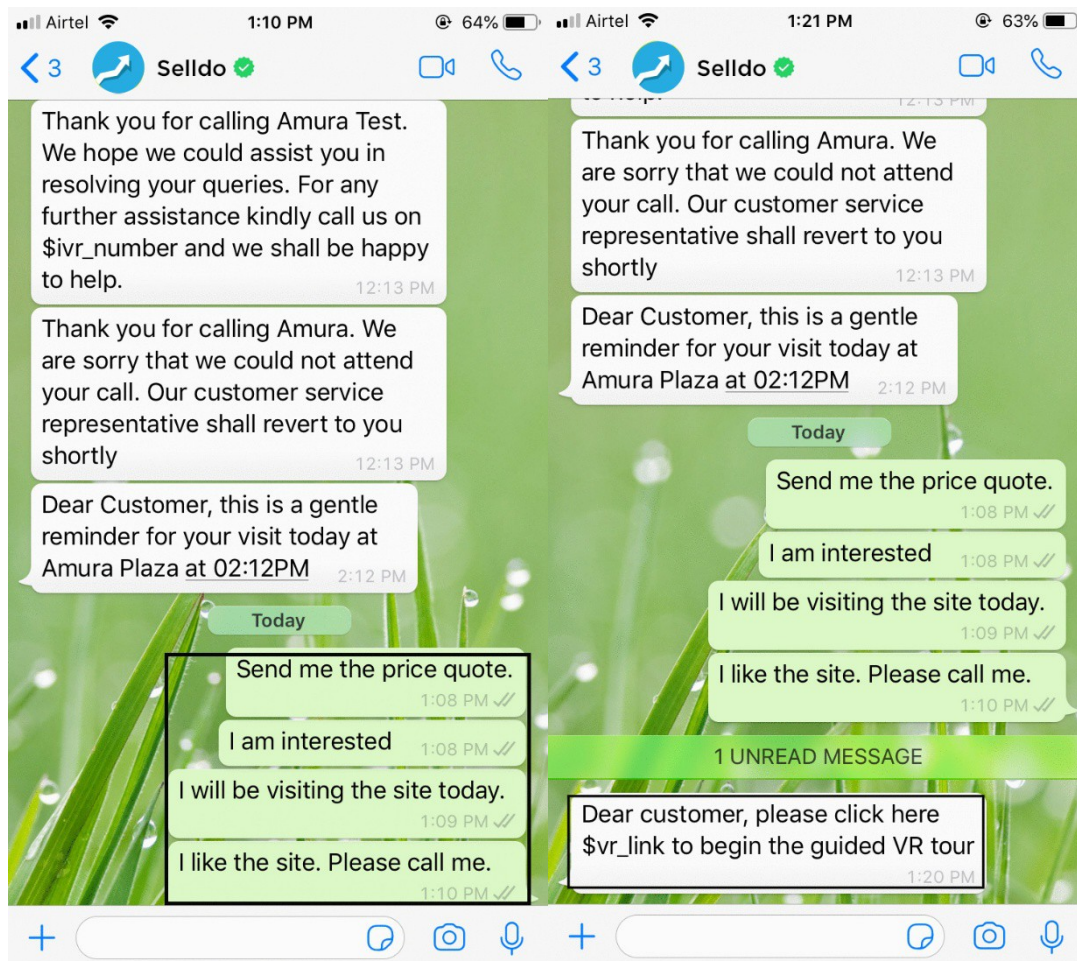 Airtel
1:10 PM
64%
3
Selldo
Thank you for calling Amura Test.
We hope we could assist you in
resolving your queries. For any
further assistance kindly call us on
$ivr_number and we shall be happy
to help.
12:13 PM
Thank you for calling Amura. We
are sorry that we could not attend
your call. Our customer service
representative shall revert to you
shortly
12:13 PM
Dear Customer, this is a gentle
reminder for your visit today at
Amura Plaza at 02:12PM
2:12 PM
Today
Send me the price quote.
1:08 PM
I am interested
1:08 PM
I will be visiting the site today.
1:09 PM
I like the site. Please call me.
1:10 PM
Airtel
1:21 PM
63%
3
Selldo
to help.
12:13 PM
Thank you for calling Amura. We
are sorry that we could not attend
your call. Our customer service
representative shall revert to you
shortly
12:13 PM
Dear Customer, this is a gentle
reminder for your visit today at
Amura Plaza at 02:12PM
2:12 PM
Today
Send me the price quote.
1:08 PM
I am interested
1:08 PM
I will be visiting the site today.
1:09 PM
I like the site. Please call me.
1:10 PM
1 UNREAD MESSAGE
Dear customer, please click here
$vr_link to begin the guided VR tour
1:20 PM